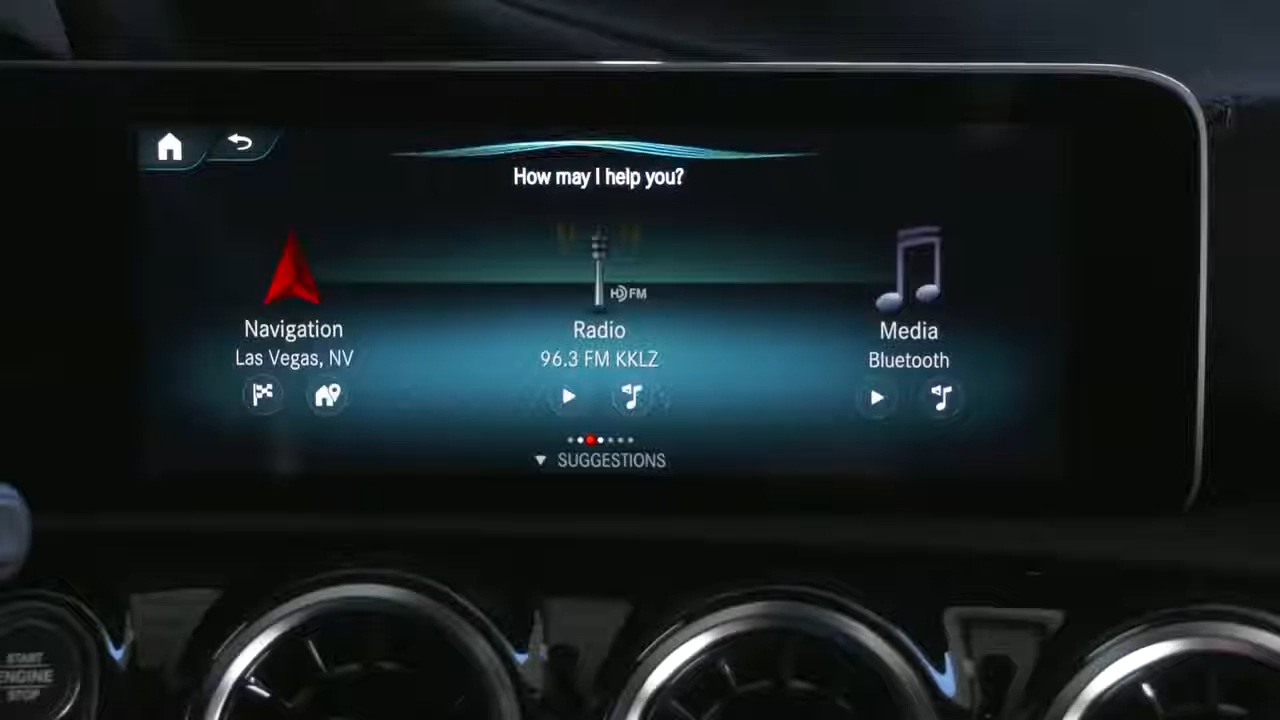 How may I help you?
HD FM
Navigation
Radio
Media
Las Vegas, NV
96.3 FM KKLZ
Bluetooth
SUGGESTIONS
START
ENGINE
STOP